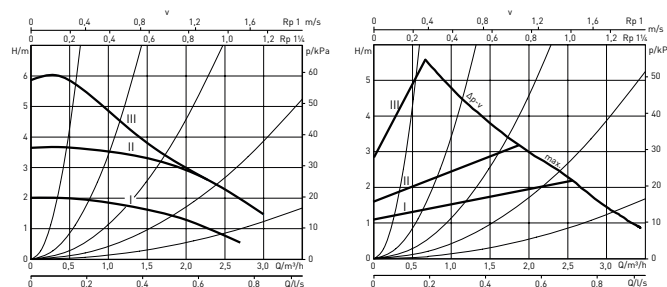 v
0 0,4 0,8 1,2 1,6 Rp 1 m/s
0 0,2 0,4 0,6 0,8 1,0 1,2 Rp 1¼
H/m p/kPa
6
5
4
3
2
1
0
60
50
40
30
20
10
0
III
II
I
0 0,5 1,0 1,5 2,0 2,5 3,0 Q/m³/h
0 0,2 0,4 0,6 0,8 Q/l/s
v
0 0,4 0,8 1,2 1,6 Rp 1
m/s
0 0,2 0,4 0,6 0,8 1,0 Rp 1¼
H/m p/kPa
5
4
3
2
1
0
50
40
30
20
10
0
III
Δp-v
II
max.
I
0 0,5 1,0 1,5 2,0 2,5 3,0 Q/m³/h
0 0,2 0,4 0,6 0,8 Q/l/s